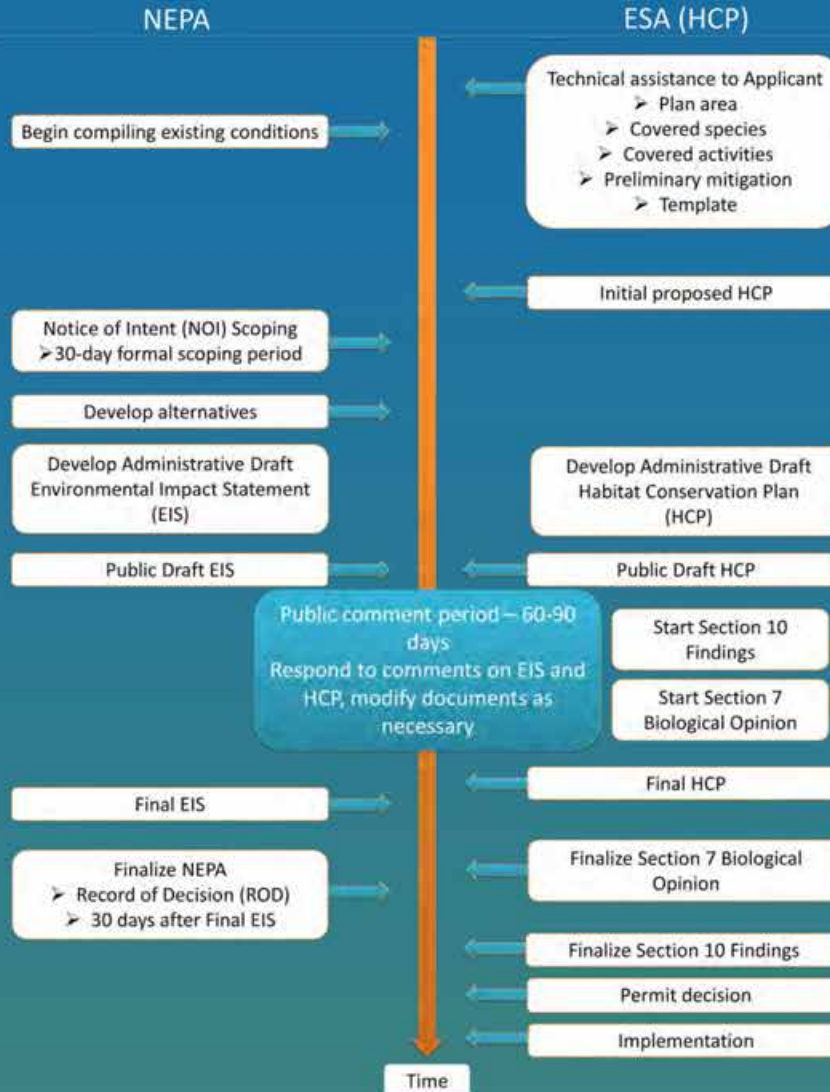 NEPA
ESA (HCP)
Technical assistance to Applicant
➤ Plan area
➤ Covered species
➤ Covered activities
➤ Preliminary mitigation
➤ Template
Begin compiling existing conditions
Initial proposed HCP
Notice of Intent (NOI) Scoping
➤30-day formal scoping period
Develop alternatives
Develop Administrative Draft
Environmental Impact Statement
(EIS)
Develop Administrative Draft
Habitat Conservation Plan
(HCP)
Public Draft EIS
Public Draft HCP
Public comment period – 60-90
days
Respond to comments on EIS and
HCP, modify documents as
necessary
Start Section 10
Findings
Start Section 7
Biological Opinion
Final HCP
Final EIS
Finalize NEPA
➤ Record of Decision (ROD)
➤ 30 days after Final EIS
Finalize Section 7 Biological
Opinion
Finalize Section 10 Findings
Permit decision
Implementation
Time